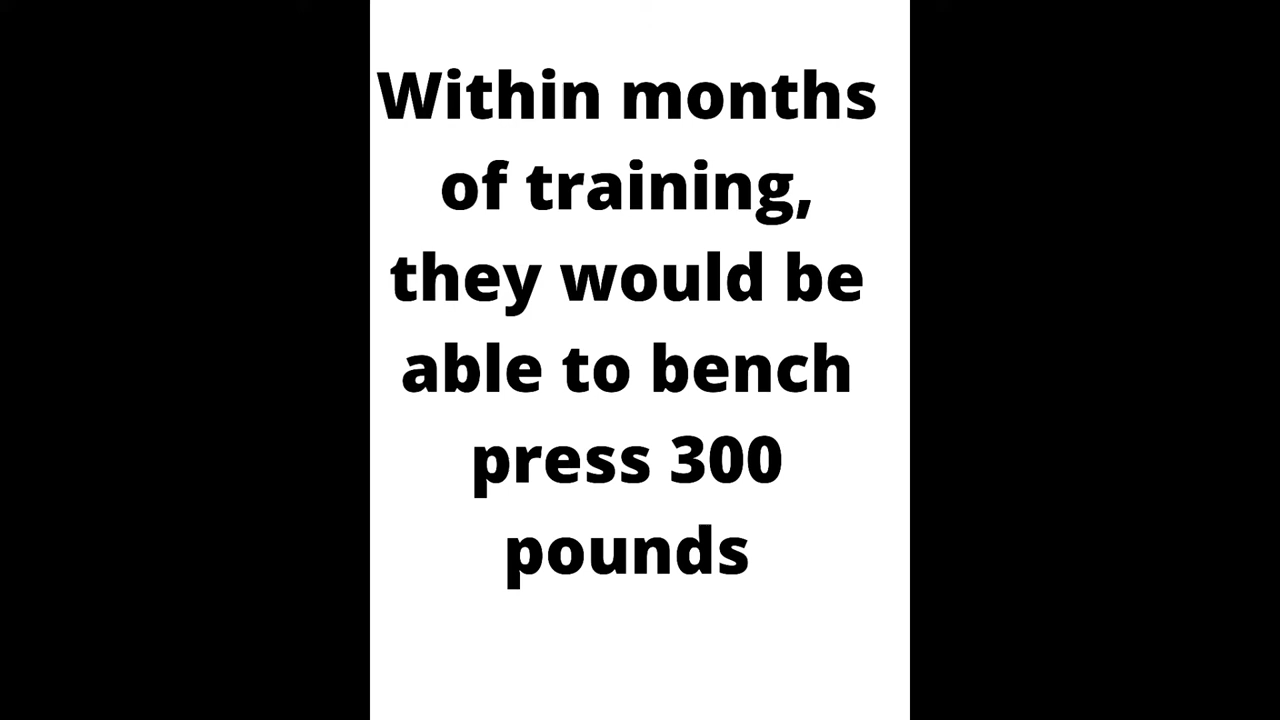 Within months
of training,
they would be
able to bench
press 300
pounds